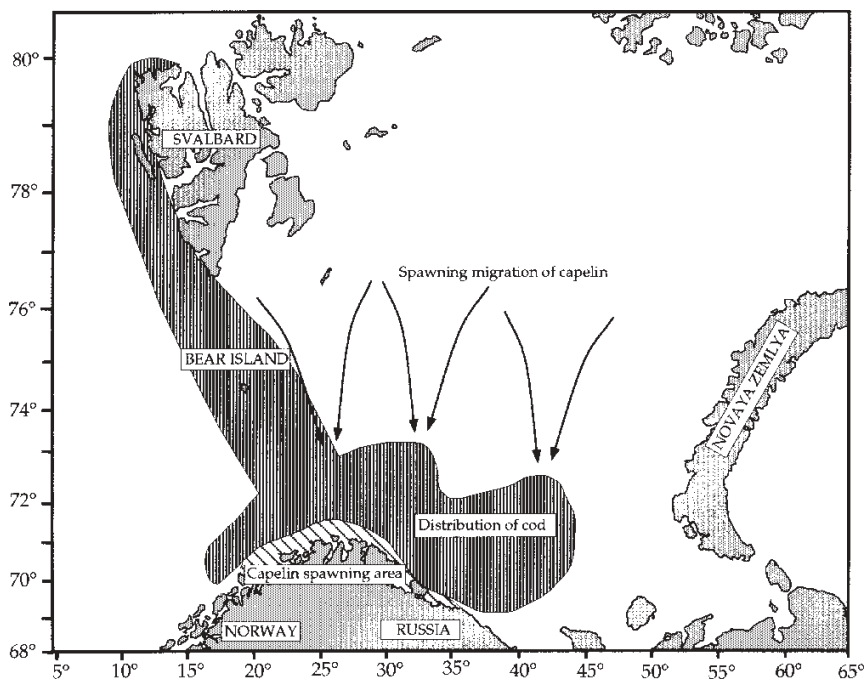 80°
78°
76°
74°
72°
70°
68°
SVALBARD
Spawning migration of capelin
BEAR ISLAND
NOVAYA ZEMLYA
Distribution of cod
Capelin spawning area
NORWAY
RUSSIA
5° 10° 15° 20° 25° 30° 35° 40° 45° 50° 55° 60° 65°